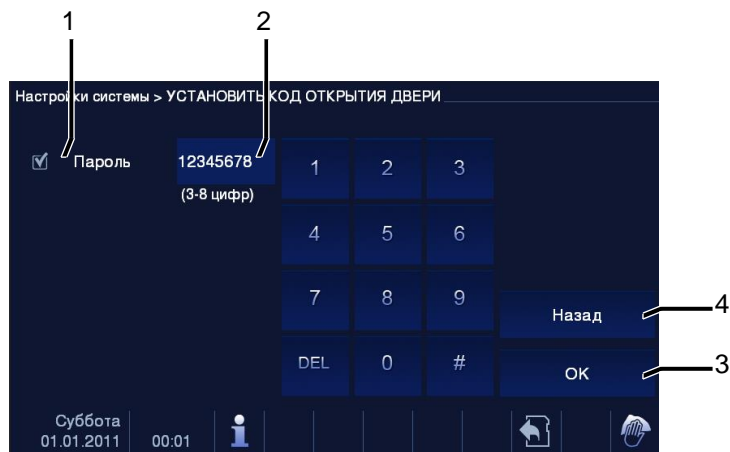 1 2
Настройки системы > УСТАНОВИТЬ КОД ОТКРЫТИЯ ДВЕРИ
Пароль 12345678 1 2 3
(3-8 цифр)
4 5 6
7 8 9
Назад 4
DEL 0 #
OK 3
Суббота
01.01.2011 00:01